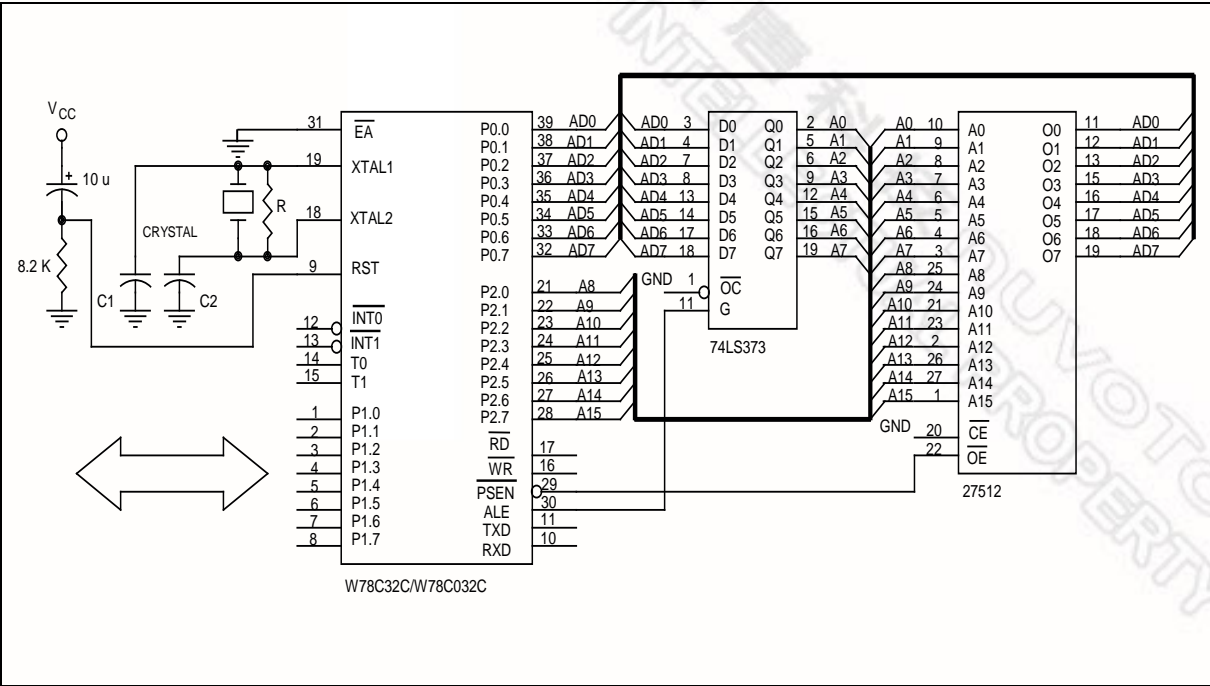 VCC
10 u
8.2 K
C1
C2
CRYSTAL
R
31 EA
19 XTAL1
18 XTAL2
9 RST
12 INT0
13 INT1
14 T0
15 T1
1 P1.0
2 P1.1
3 P1.2
4 P1.3
5 P1.4
6 P1.5
7 P1.6
8 P1.7
P0.0 39 AD0
P0.1 38 AD1
P0.2 37 AD2
P0.3 36 AD3
P0.4 35 AD4
P0.5 34 AD5
P0.6 33 AD6
P0.7 32 AD7
P2.0 21 A8
P2.1 22 A9
P2.2 23 A10
P2.3 24 A11
P2.4 25 A12
P2.5 26 A13
P2.6 27 A14
P2.7 28 A15
RD 17
WR 16
PSEN 29
ALE 30
TXD 11
RXD 10
W78C32C/W78C032C
AD0 3 D0 Q0 2 A0
AD1 4 D1 Q1 5 A1
AD2 7 D2 Q2 6 A2
AD3 8 D3 Q3 9 A3
AD4 13 D4 Q4 12 A4
AD5 14 D5 Q5 15 A5
AD6 17 D6 Q6 16 A6
AD7 18 D7 Q7 19 A7
GND 1 OC
11 G
74LS373
A0 10 A0 O0 11 AD0
A1 9 A1 O1 12 AD1
A2 8 A2 O2 13 AD2
A3 7 A3 O3 15 AD3
A4 6 A4 O4 16 AD4
A5 5 A5 O5 17 AD5
A6 4 A6 O6 18 AD6
A7 3 A7 O7 19 AD7
A8 25 A8
A9 24 A9
A10 21 A10
A11 23 A11
A12 2 A12
A13 26 A13
A14 27 A14
A15 1 A15
GND 20 CE
22 OE
27512